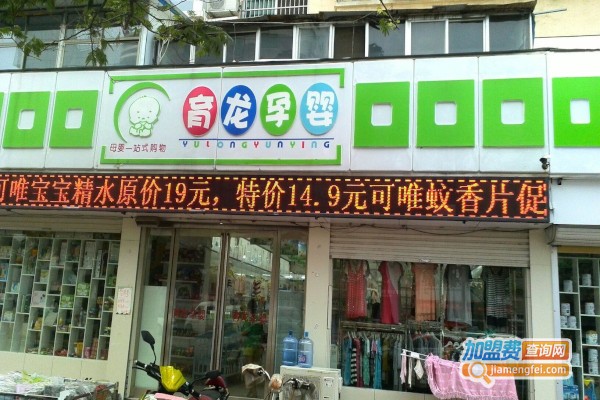 育龙孕婴
YULONGYUNYING
母婴一站式购物
可唯宝宝精水原价19元，特价14.9元可唯蚊香片促
加盟费查询网
jiamengfei.com